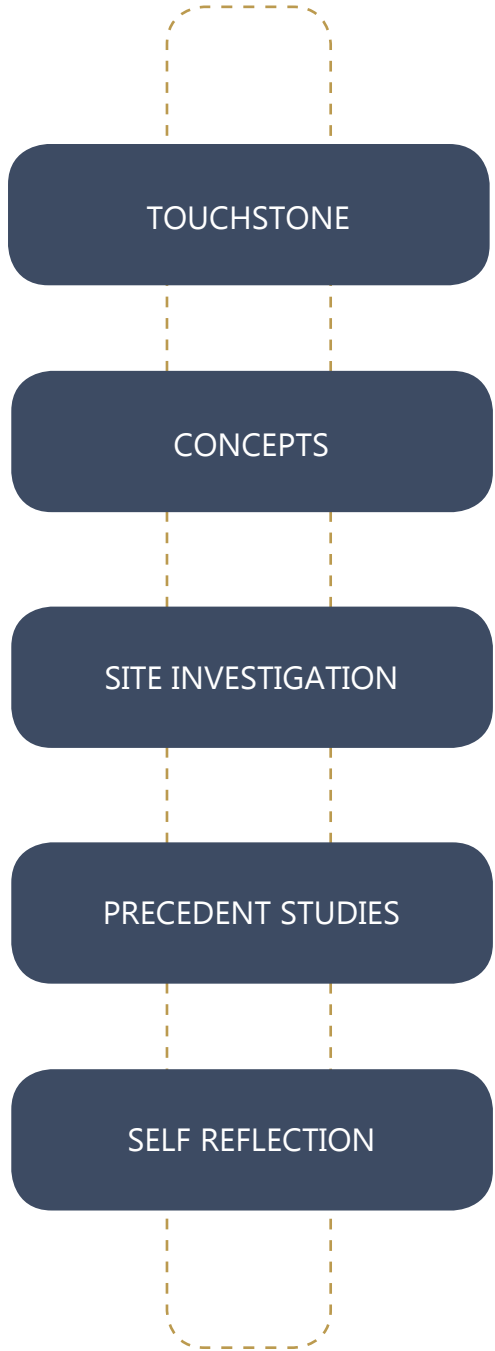 TOUCHSTONE
CONCEPTS
SITE INVESTIGATION
PRECEDENT STUDIES
SELF REFLECTION